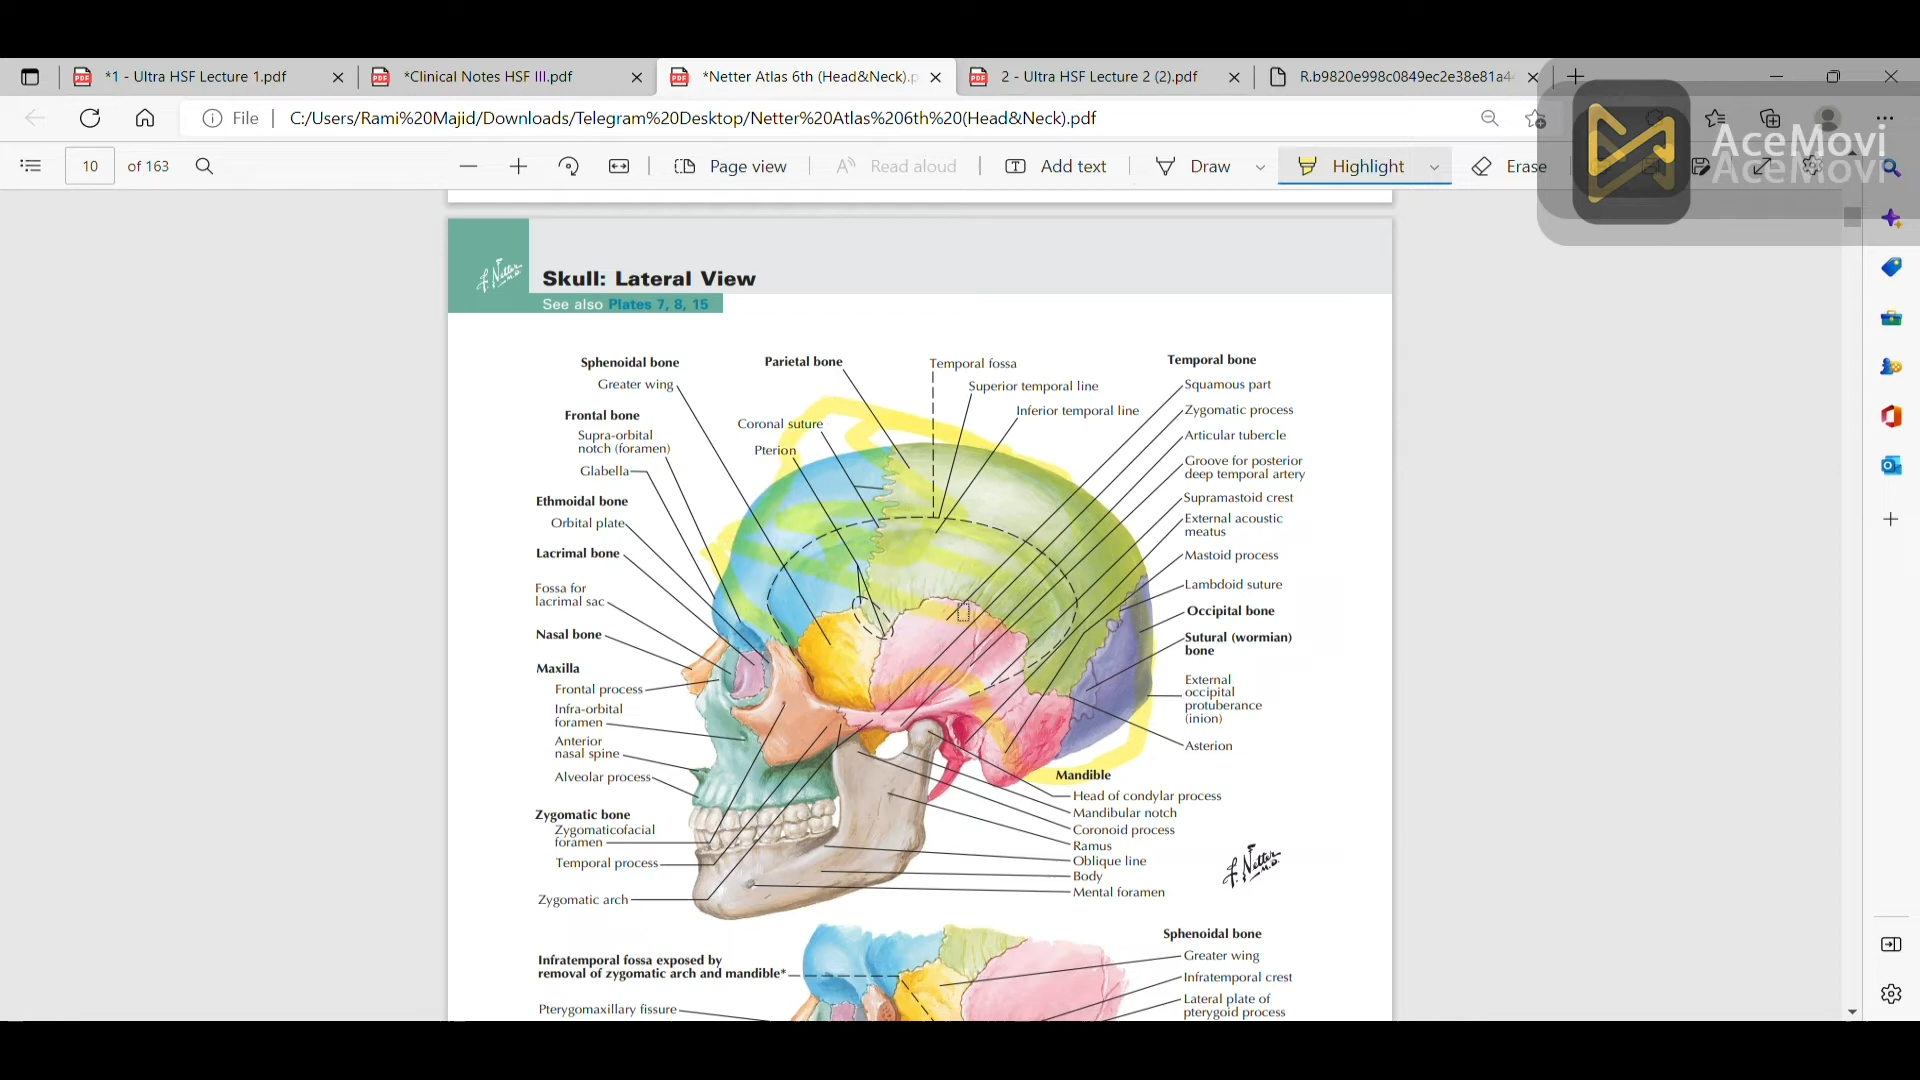 *1 - Ultra HSF Lecture 1.pdf
*Clinical Notes HSF III.pdf
*Netter Atlas 6th (Head&Neck).p
2 - Ultra HSF Lecture 2 (2).pdf
R.b9820e998c0849ec2e38e81a4
File
C:/Users/Rami%20Majid/Downloads/Telegram%20Desktop/Netter%20Atlas%206th%20(Head&Neck).pdf
AceMovi
AceMovi
10 of 163
Page view
Read aloud
Add text
Draw
Highlight
Erase
Skull: Lateral View
See also Plates 7, 8, 15
Sphenoidal bone
Greater wing
Frontal bone
Supra-orbital
notch (foramen)
Glabella
Ethmoidal bone
Orbital plate
Lacrimal bone
Fossa for
lacrimal sac
Nasal bone
Maxilla
Frontal process
Infra-orbital
foramen
Anterior
nasal spine
Alveolar process
Zygomatic bone
Zygomaticofacial
foramen
Temporal process
Zygomatic arch
Parietal bone
Coronal suture
Pterion
Temporal fossa
Superior temporal line
Inferior temporal line
Temporal bone
Squamous part
Zygomatic process
Articular tubercle
Groove for posterior
deep temporal artery
Supramastoid crest
External acoustic
meatus
Mastoid process
Lambdoid suture
Occipital bone
Sutural (wormian)
bone
External
occipital
protuberance
(inion)
Asterion
Mandible
Head of condylar process
Mandibular notch
Coronoid process
Ramus
Oblique line
Body
Mental foramen
Infratemporal fossa exposed by
removal of zygomatic arch and mandible*
Pterygomaxillary fissure
Sphenoidal bone
Greater wing
Infratemporal crest
Lateral plate of
pterygoid process